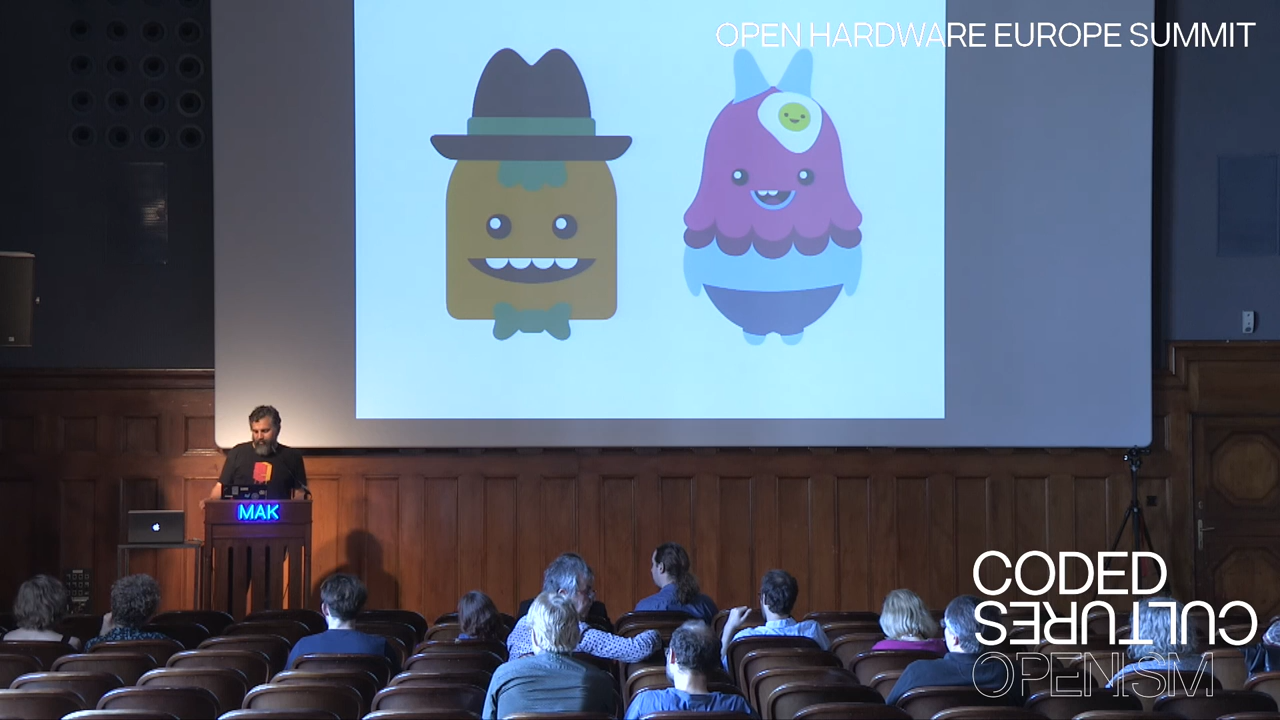 OPEN HARDWARE EUROPE SUMMIT
MAK
CODED
CULTURES
OPENISM